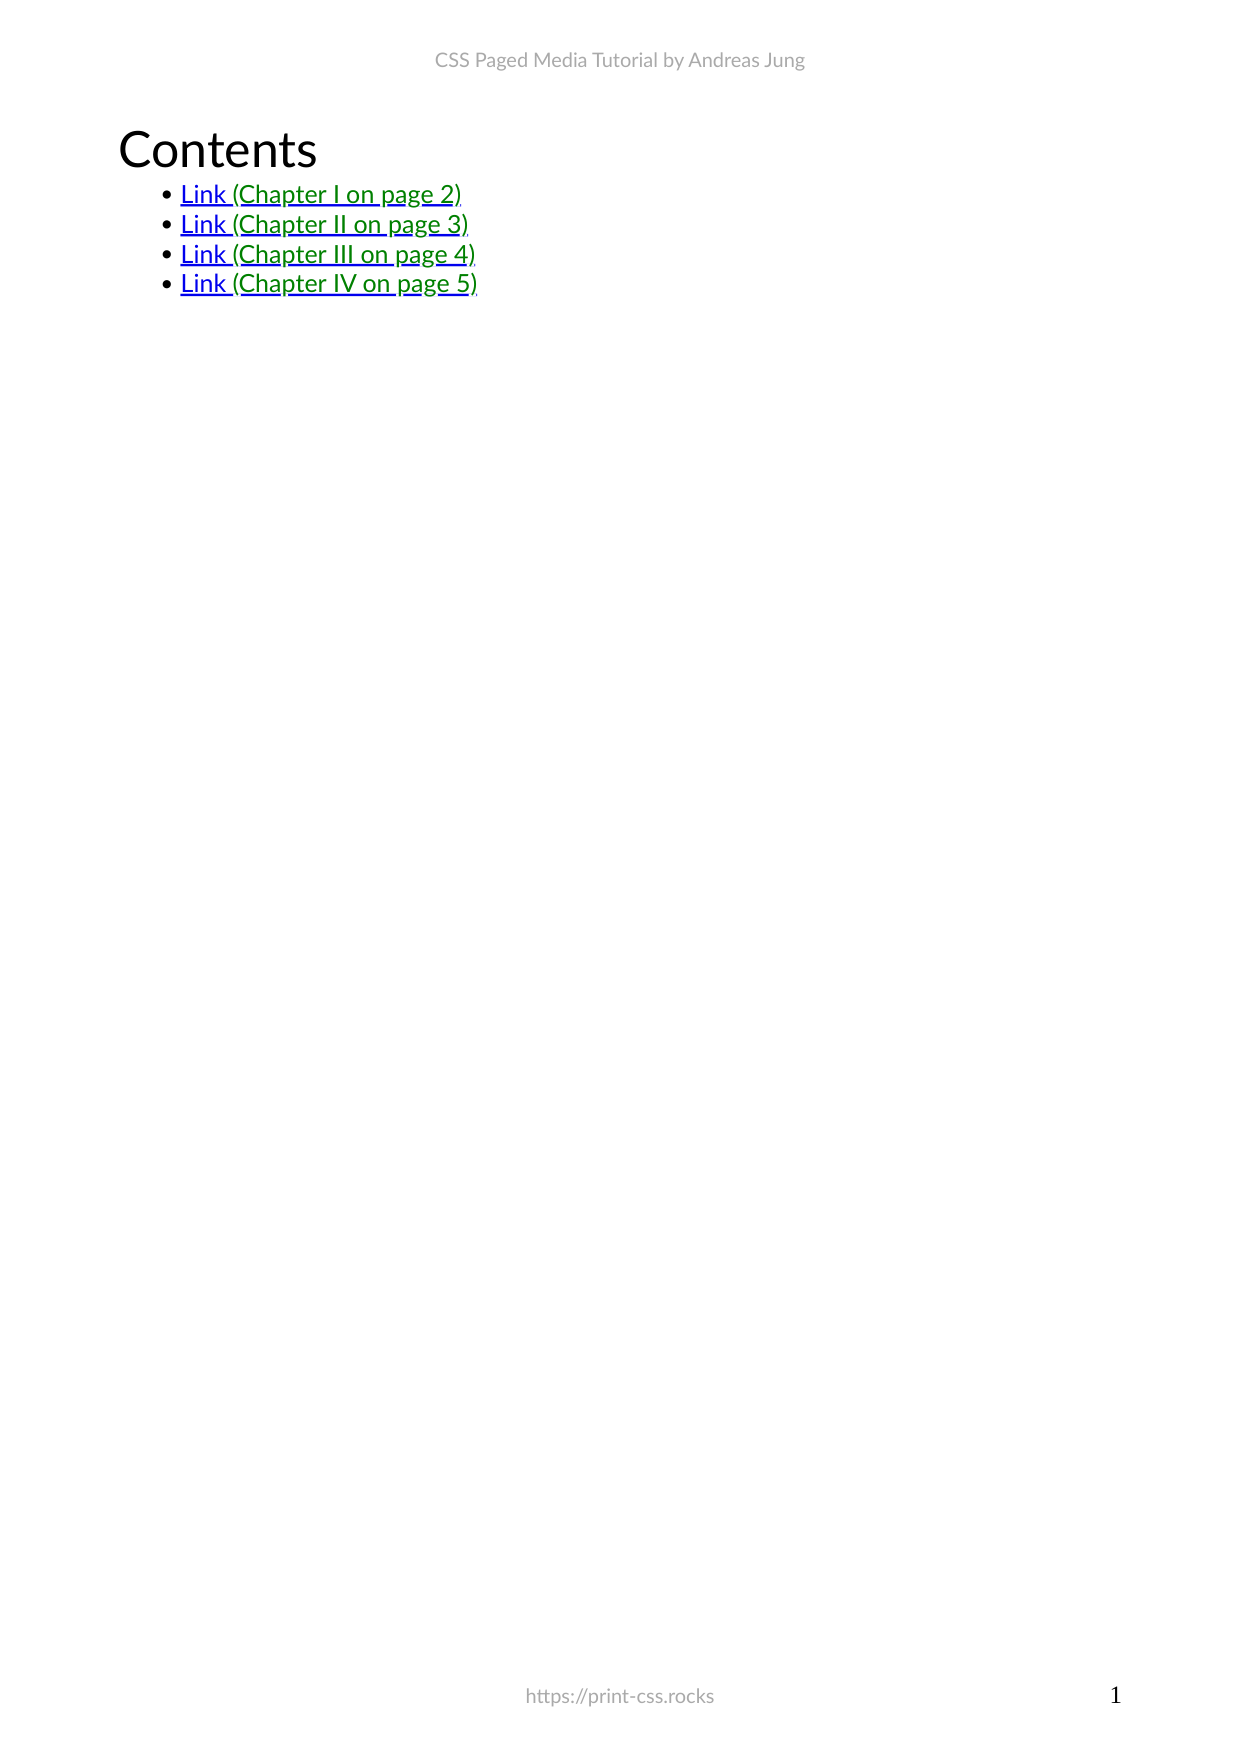 CSS Paged Media Tutorial by Andreas Jung
Contents
• Link (Chapter I on page 2)
• Link (Chapter II on page 3)
• Link (Chapter III on page 4)
• Link (Chapter IV on page 5)
https://print-css.rocks 1